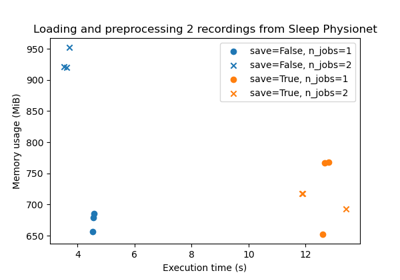 Loading and preprocessing 2 recordings from Sleep Physionet
save=False, n_jobs=1
save=False, n_jobs=2
save=True, n_jobs=1
save=True, n_jobs=2
Memory usage (MiB)
950
900
850
800
750
700
650
4 6 8 10 12
Execution time (s)